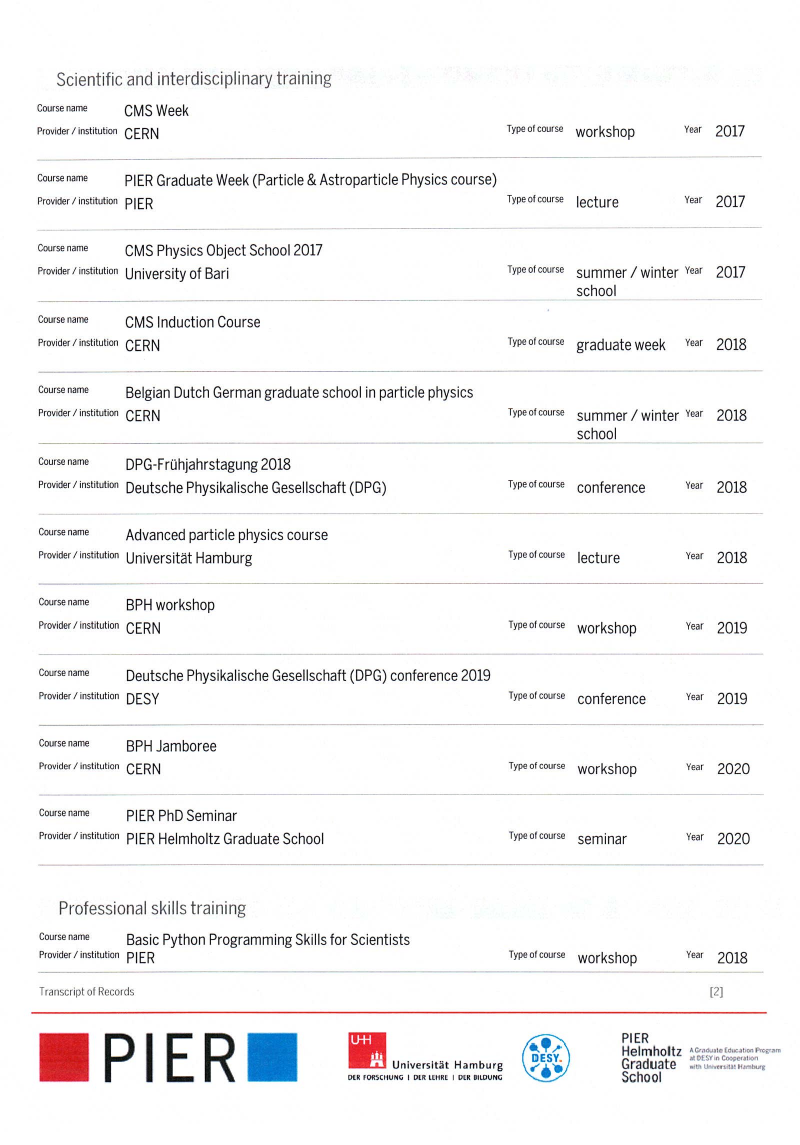 Scientific and interdisciplinary training
Course name CMS Week
Provider / institution CERN Type of course workshop Year 2017
Course name PIER Graduate Week (Particle & Astroparticle Physics course)
Provider / institution PIER Type of course lecture Year 2017
Course name CMS Physics Object School 2017
Provider / institution University of Bari Type of course summer / winter Year 2017
school
Course name CMS Induction Course
Provider / institution CERN Type of course graduate week Year 2018
Course name Belgian Dutch German graduate school in particle physics
Provider / institution CERN Type of course summer / winter Year 2018
school
Course name DPG-Frühjahrstagung 2018
Provider / institution Deutsche Physikalische Gesellschaft (DPG) Type of course conference Year 2018
Course name Advanced particle physics course
Provider / institution Universität Hamburg Type of course lecture Year 2018
Course name BPH workshop
Provider / institution CERN Type of course workshop Year 2019
Course name Deutsche Physikalische Gesellschaft (DPG) conference 2019
Provider / institution DESY Type of course conference Year 2019
Course name BPH Jamboree
Provider / institution CERN Type of course workshop Year 2020
Course name PIER PhD Seminar
Provider / institution PIER Helmholtz Graduate School Type of course seminar Year 2020
Professional skills training
Course name Basic Python Programming Skills for Scientists
Provider / institution PIER Type of course workshop Year 2018
Transcript of Records [2]
PIER
UH
Universität Hamburg
DER FORSCHUNG | DER LEHRE | DER BILDUNG
DESY
PIER
Helmholtz
Graduate
School
A Graduate Education Program
at DESY in Cooperation
with Universität Hamburg